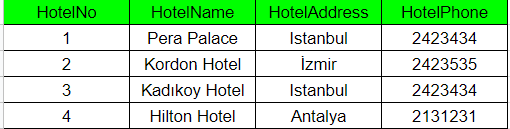 HotelNo HotelName HotelAddress HotelPhone
1 Pera Palace Istanbul 2423434
2 Kordon Hotel İzmir 2423535
3 Kadıkoy Hotel Istanbul 2423434
4 Hilton Hotel Antalya 2131231